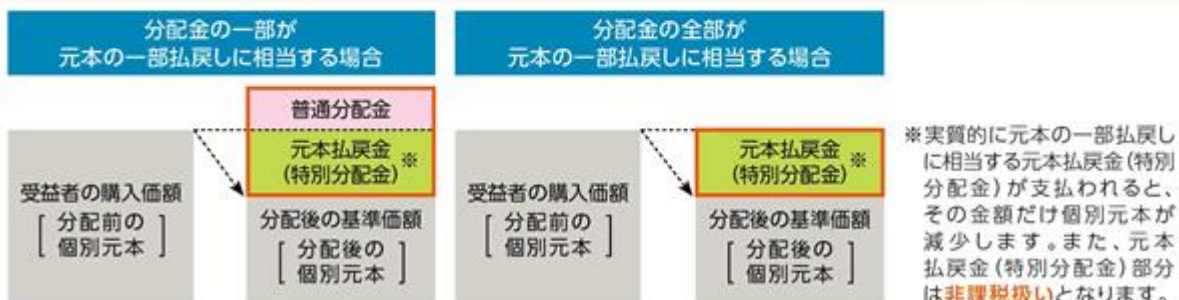 分配金の一部が
元本の一部払戻しに相当する場合
普通分配金
元本払戻金
(特別分配金)
※
受益者の購入価額
[ 分配前の
個別元本 ]
分配後の基準価額
[ 分配後の
個別元本 ]
分配金の全部が
元本の一部払戻しに相当する場合
元本払戻金
(特別分配金)
※
受益者の購入価額
[ 分配前の
個別元本 ]
分配後の基準価額
[ 分配後の
個別元本 ]
※実質的に元本の一部払戻し
に相当する元本払戻金(特別
分配金)が支払われると、
その金額だけ個別元本が
減少します。また、元本
払戻金(特別分配金)部分
は非課税扱いとなります。